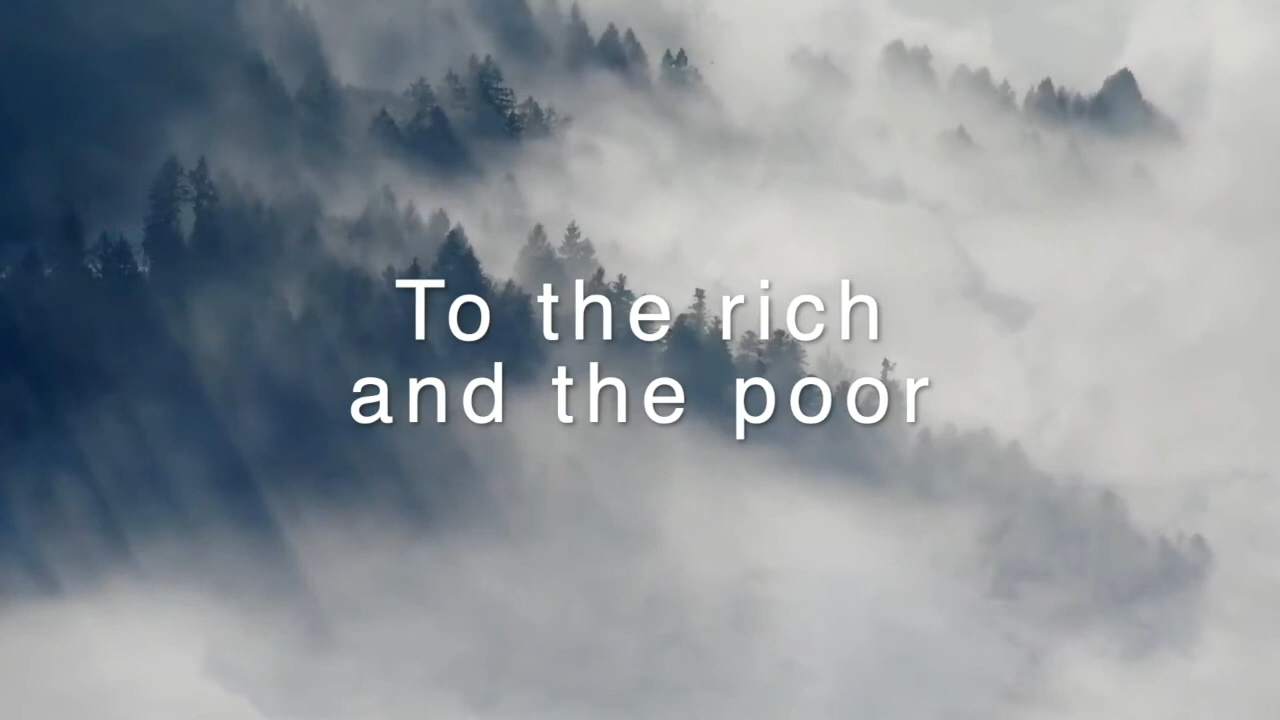 To the rich
and the poor